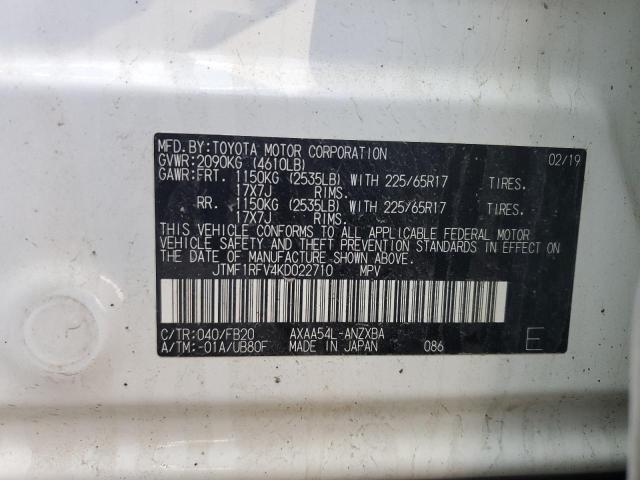 MFD.BY:TOYOTA MOTOR CORPORATION 02/19
GVWR:2090KG (4610LB)
GAWR:FRT. 1150KG (2535LB) WITH 225/65R17 TIRES.
17X7J RIMS.
RR. 1150KG (2535LB) WITH 225/65R17 TIRES.
17X7J RIMS.
THIS VEHICLE CONFORMS TO ALL APPLICABLE FEDERAL MOTOR
VEHICLE SAFETY AND THEFT PREVENTION STANDARDS IN EFFECT ON
THE DATE OF MANUFACTURE SHOWN ABOVE.
JTMF1RFV4KD022710 MPV
C/TR:040/FB20 AXAA54L-ANZXBA
A/TM:-01A/UB80F MADE IN JAPAN 086 E